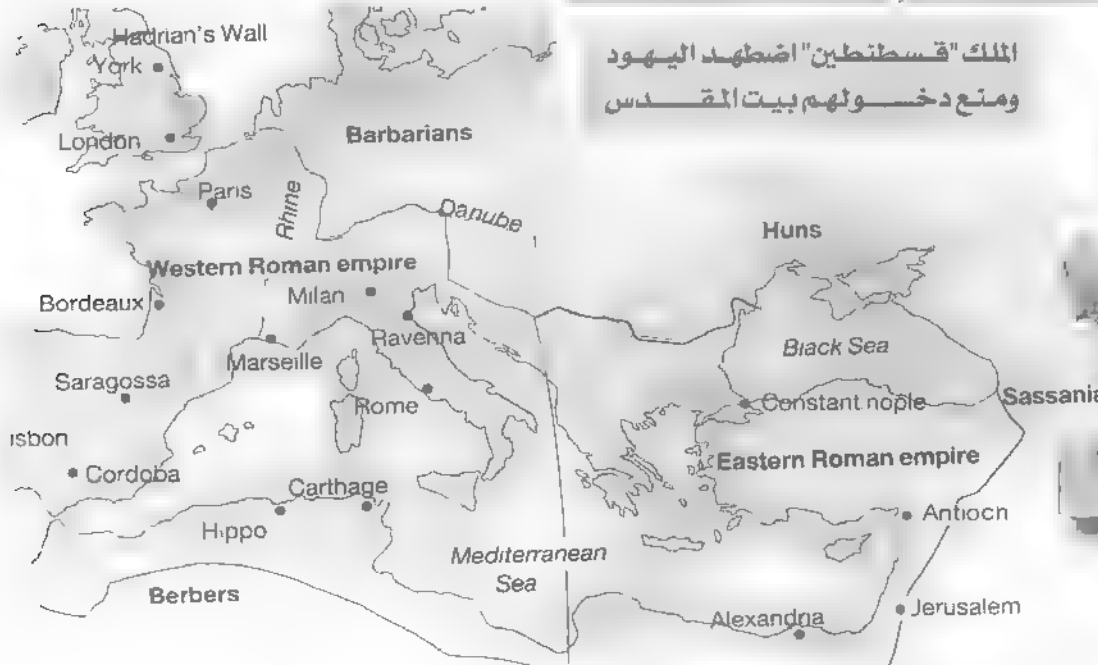 الملك "قسطنطين" اضطهد اليهود
ومنع دخولهم بيت المقدس
Hadrian's Wall
York
London
Barbarians
Paris
Rhine
Danube
Huns
Western Roman empire
Milan
Bordeaux
Ravenna
Black Sea
Marseille
Saragossa
Rome
Constant nople
Sassania
isbon
Cordoba
Eastern Roman empire
Carthage
Hippo
Antioch
Mediterranean
Sea
Berbers
Jerusalem
Alexandria